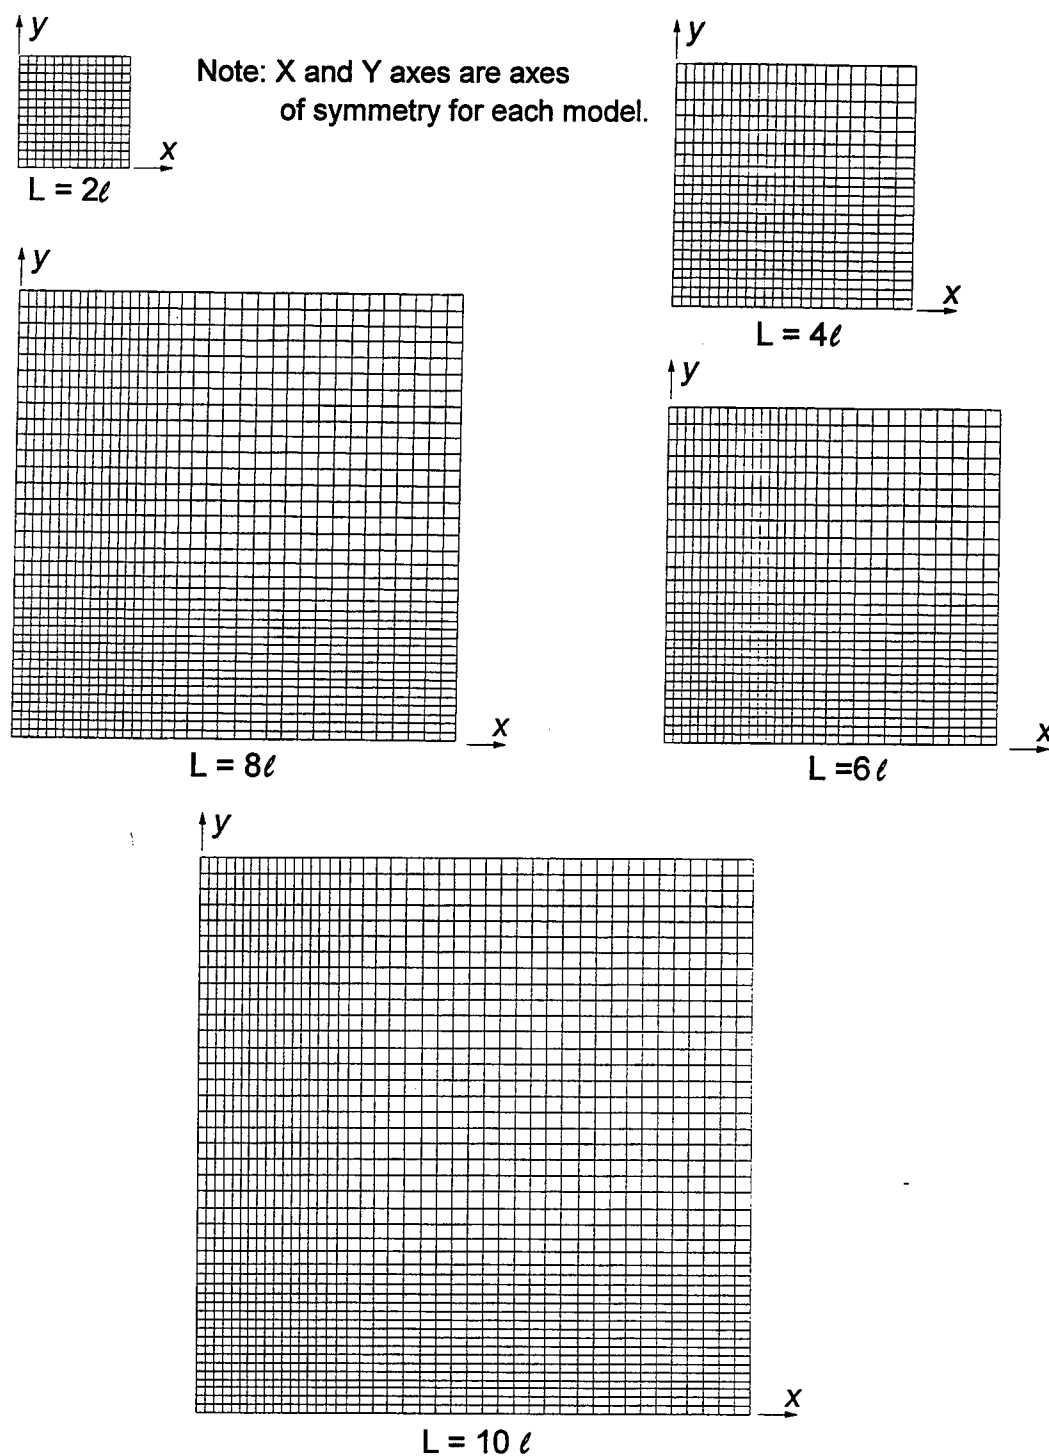 y
Note: X and Y axes are axes
of symmetry for each model.
x
L = 2ℓ
y
x
L = 4ℓ
y
x
L = 8ℓ
y
x
L =6ℓ
y
x
L = 10 ℓ